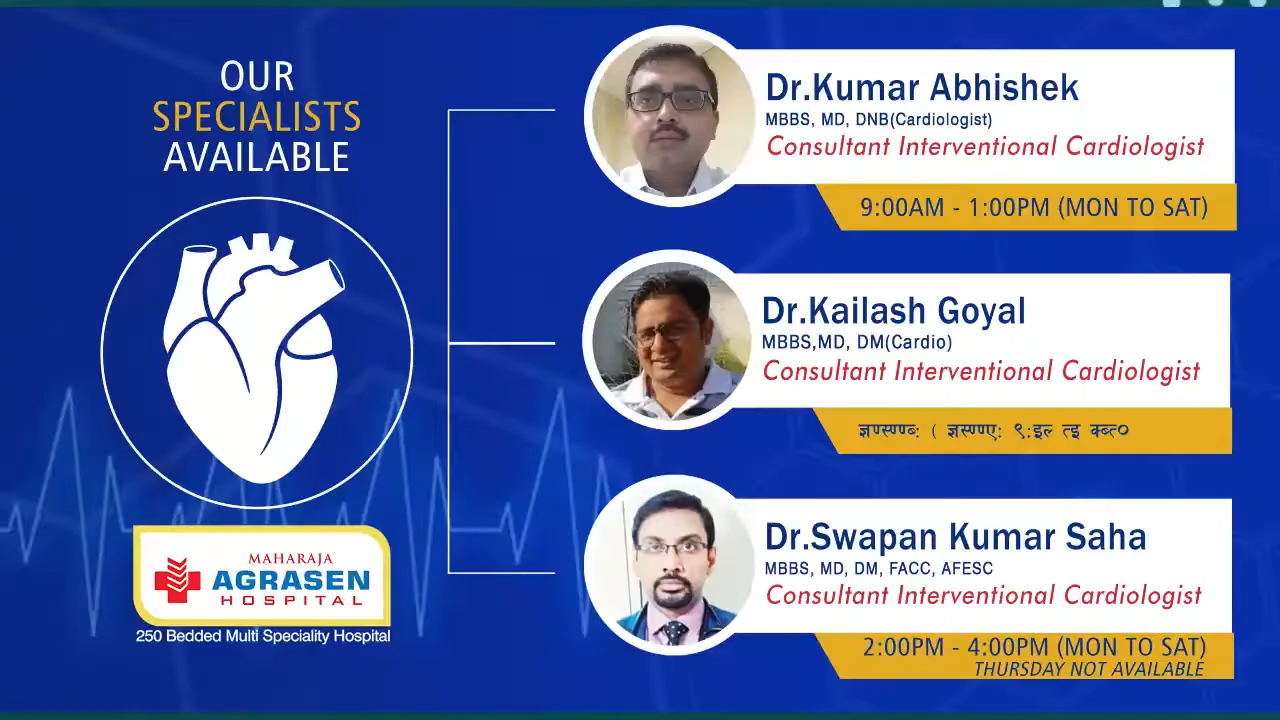 OUR
SPECIALISTS
AVAILABLE
MAHARAJA
AGRASEN
HOSPITAL
250 Bedded Multi Speciality Hospital
Dr.Kumar Abhishek
MBBS, MD, DNB(Cardiologist)
Consultant Interventional Cardiologist
9:00AM - 1:00PM (MON TO SAT)
Dr.Kailash Goyal
MBBS,MD, DM(Cardio)
Consultant Interventional Cardiologist
Dr.Swapan Kumar Saha
MBBS, MD, DM, FACC, AFESC
Consultant Interventional Cardiologist
2:00PM - 4:00PM (MON TO SAT)
THURSDAY NOT AVAILABLE